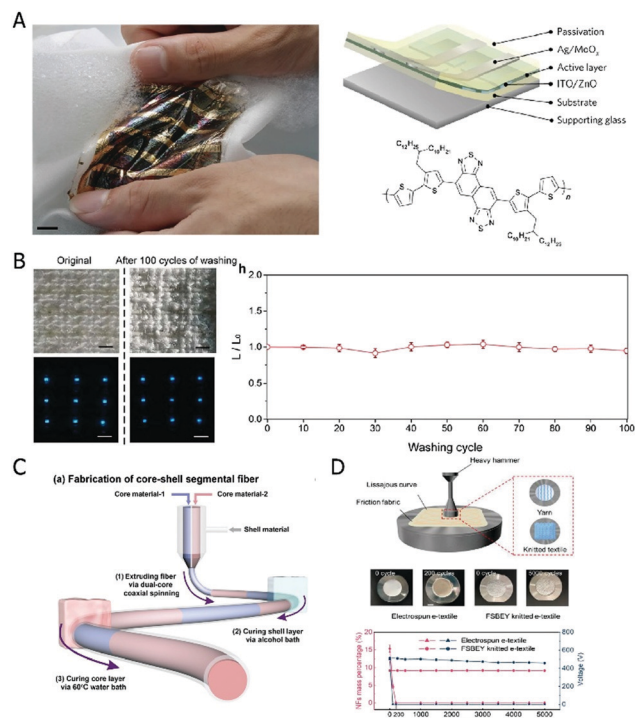 A
Passivation
Ag/MoOₓ
Active layer
ITO/ZnO
Substrate
Supporting glass
C₁₂H₂₅
C₁₀H₂₁
N S N
S
S
S
S
N S N
n
C₁₀H₂₁
C₁₂H₂₅
B
Original
After 100 cycles of washing
h
2.0
1.5
1.0
0.5
0.0
L / L₀
0 10 20 30 40 50 60 70 80 90 100
Washing cycle
C
(a) Fabrication of core-shell segmental fiber
Core material-1
Core material-2
Shell material
(1) Extruding fiber
via dual-core
coaxial spinning
(2) Curing shell layer
via alcohol bath
(3) Curing core layer
via 60°C water bath
D
Heavy hammer
Lissajous curve
Friction fabric
Yarn
Knitted textile
0 cycle
200 cycles
0 cycle
5000 cycles
Electrospun e-textile
FSBEY knitted e-textile
Electrospun e-textile
FSBEY knitted e-textile
Electrospun e-textile
FSBEY knitted e-textile
NFs mass percentage (%)
20
15
10
5
0
800
600
400
200
0
Voltage (V)
0 200 1000 2000 3000 4000 5000